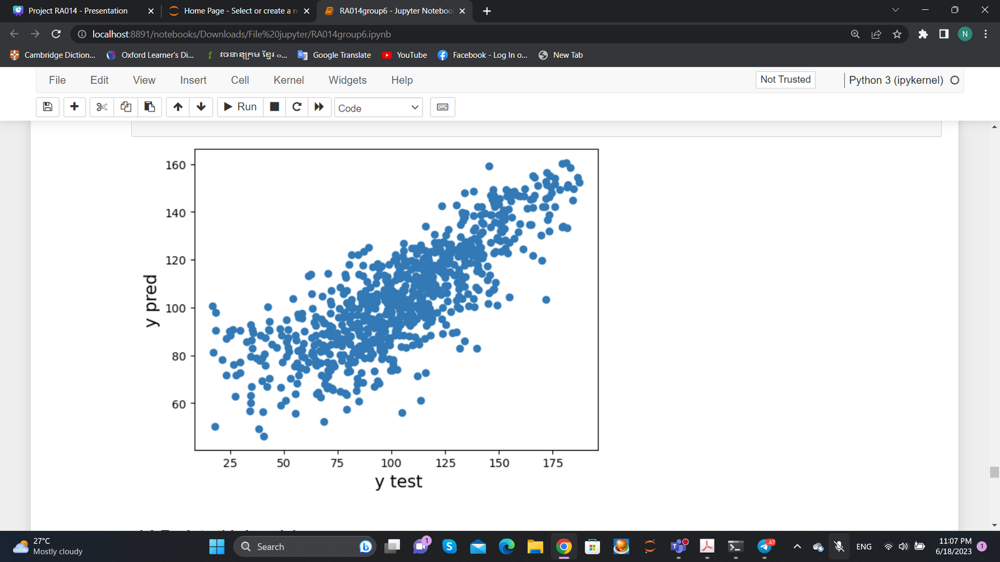 Project RA014 - Presentation
Home Page - Select or create a n
RA014group6 - Jupyter Notebook
localhost:8891/notebooks/Downloads/File%20jupyter/RA014group6.ipynb
N
Cambridge Diction...
Oxford Learner's Di...
វចនានុក្រម ខ្មែរ ‹›...
Google Translate
YouTube
Facebook - Log In o...
New Tab
File Edit View Insert Cell Kernel Widgets Help
Not Trusted
Python 3 (ipykernel)
Run
Code
160
140
120
100
80
60
y pred
25 50 75 100 125 150 175
y test
27°C
Mostly cloudy
Search
1
47
ENG
11:07 PM
6/18/2023
1